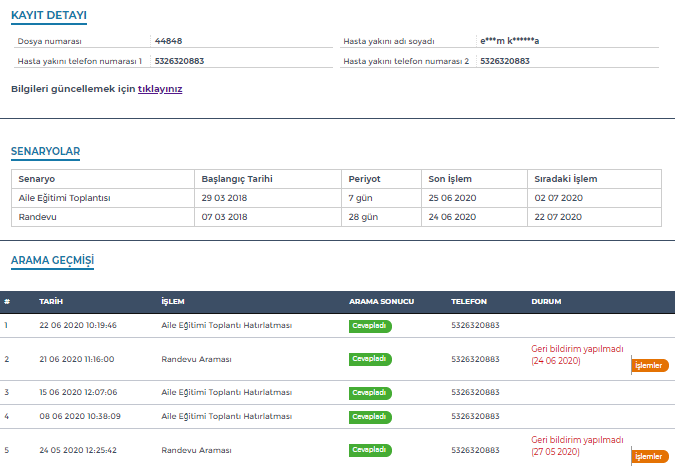 KAYIT DETAYI
Dosya numarası 44848 Hasta yakını adı soyadı e***m k******a
Hasta yakını telefon numarası 1 5326320883 Hasta yakını telefon numarası 2 5326320883
Bilgileri güncellemek için tıklayınız
SENARYOLAR
Senaryo Başlangıç Tarihi Periyot Son İşlem Sıradaki İşlem
Aile Eğitimi Toplantısı 29 03 2018 7 gün 25 06 2020 02 07 2020
Randevu 07 03 2018 28 gün 24 06 2020 22 07 2020
ARAMA GEÇMİŞİ
# TARİH İŞLEM ARAMA SONUCU TELEFON DURUM
1 22 06 2020 10:19:46 Aile Eğitimi Toplantı Hatırlatması Cevapladı 5326320883
2 21 06 2020 11:16:00 Randevu Araması Cevapladı 5326320883 Geri bildirim yapılmadı
(24 06 2020) İşlemler
3 15 06 2020 12:07:06 Aile Eğitimi Toplantı Hatırlatması Cevapladı 5326320883
4 08 06 2020 10:38:09 Aile Eğitimi Toplantı Hatırlatması Cevapladı 5326320883
5 24 05 2020 12:25:42 Randevu Araması Cevapladı 5326320883 Geri bildirim yapılmadı
(27 05 2020) İşlemler